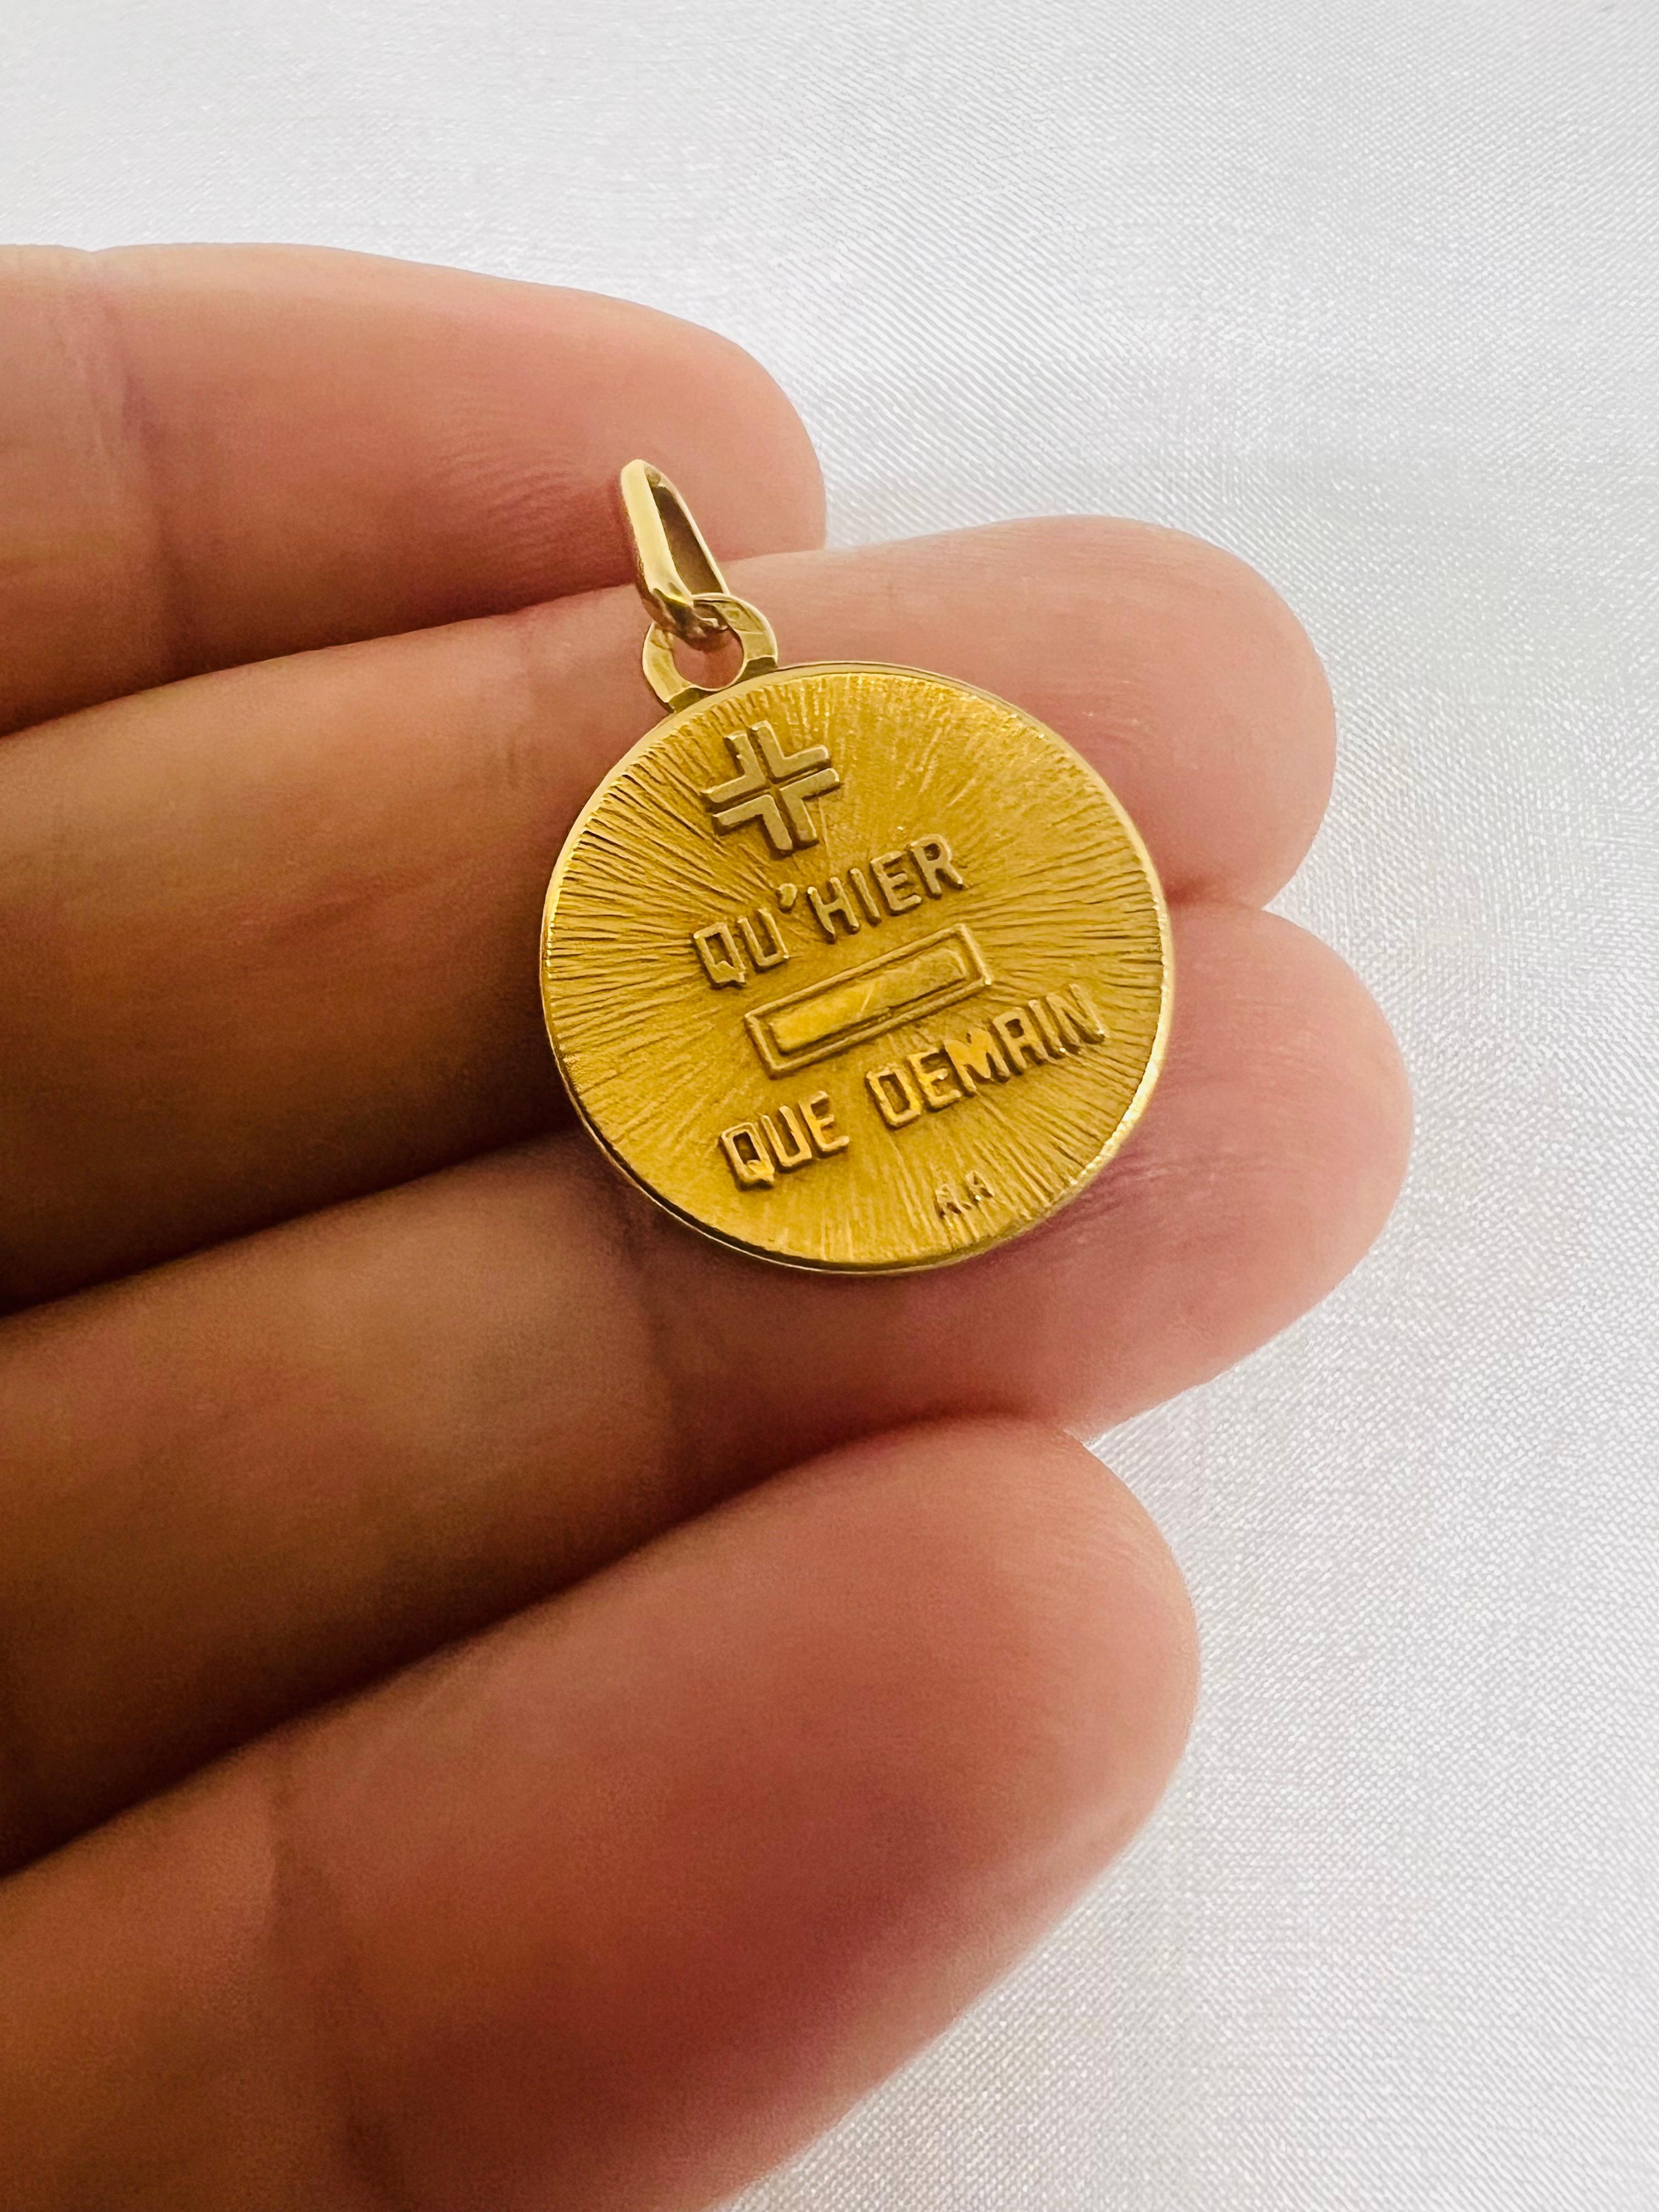 +
QU'HIER
-
QUE DEMAIN